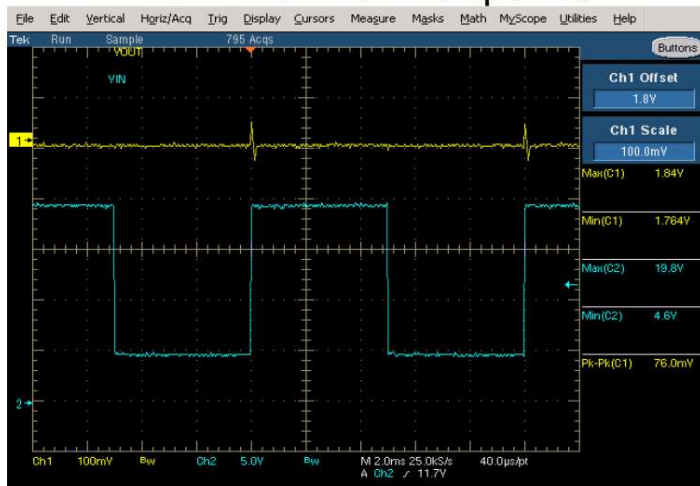 File Edit Vertical Horiz/Acq Trig Display Cursors Measure Masks Math MyScope Utilities Help
Tek Run Sample 795 Acqs Buttons
VOUT
VIN
Ch1 Offset
1.8V
Ch1 Scale
100.0mV
1
Max(C1) 1.84V
Min(C1) 1.764V
Max(C2) 19.8V
Min(C2) 4.6V
Pk-Pk(C1) 76.0mV
2
Ch1 100mV Bw Ch2 5.0V Bw M 2.0ms 25.0kS/s 40.0µs/pt
A Ch2 ∕ 11.7V